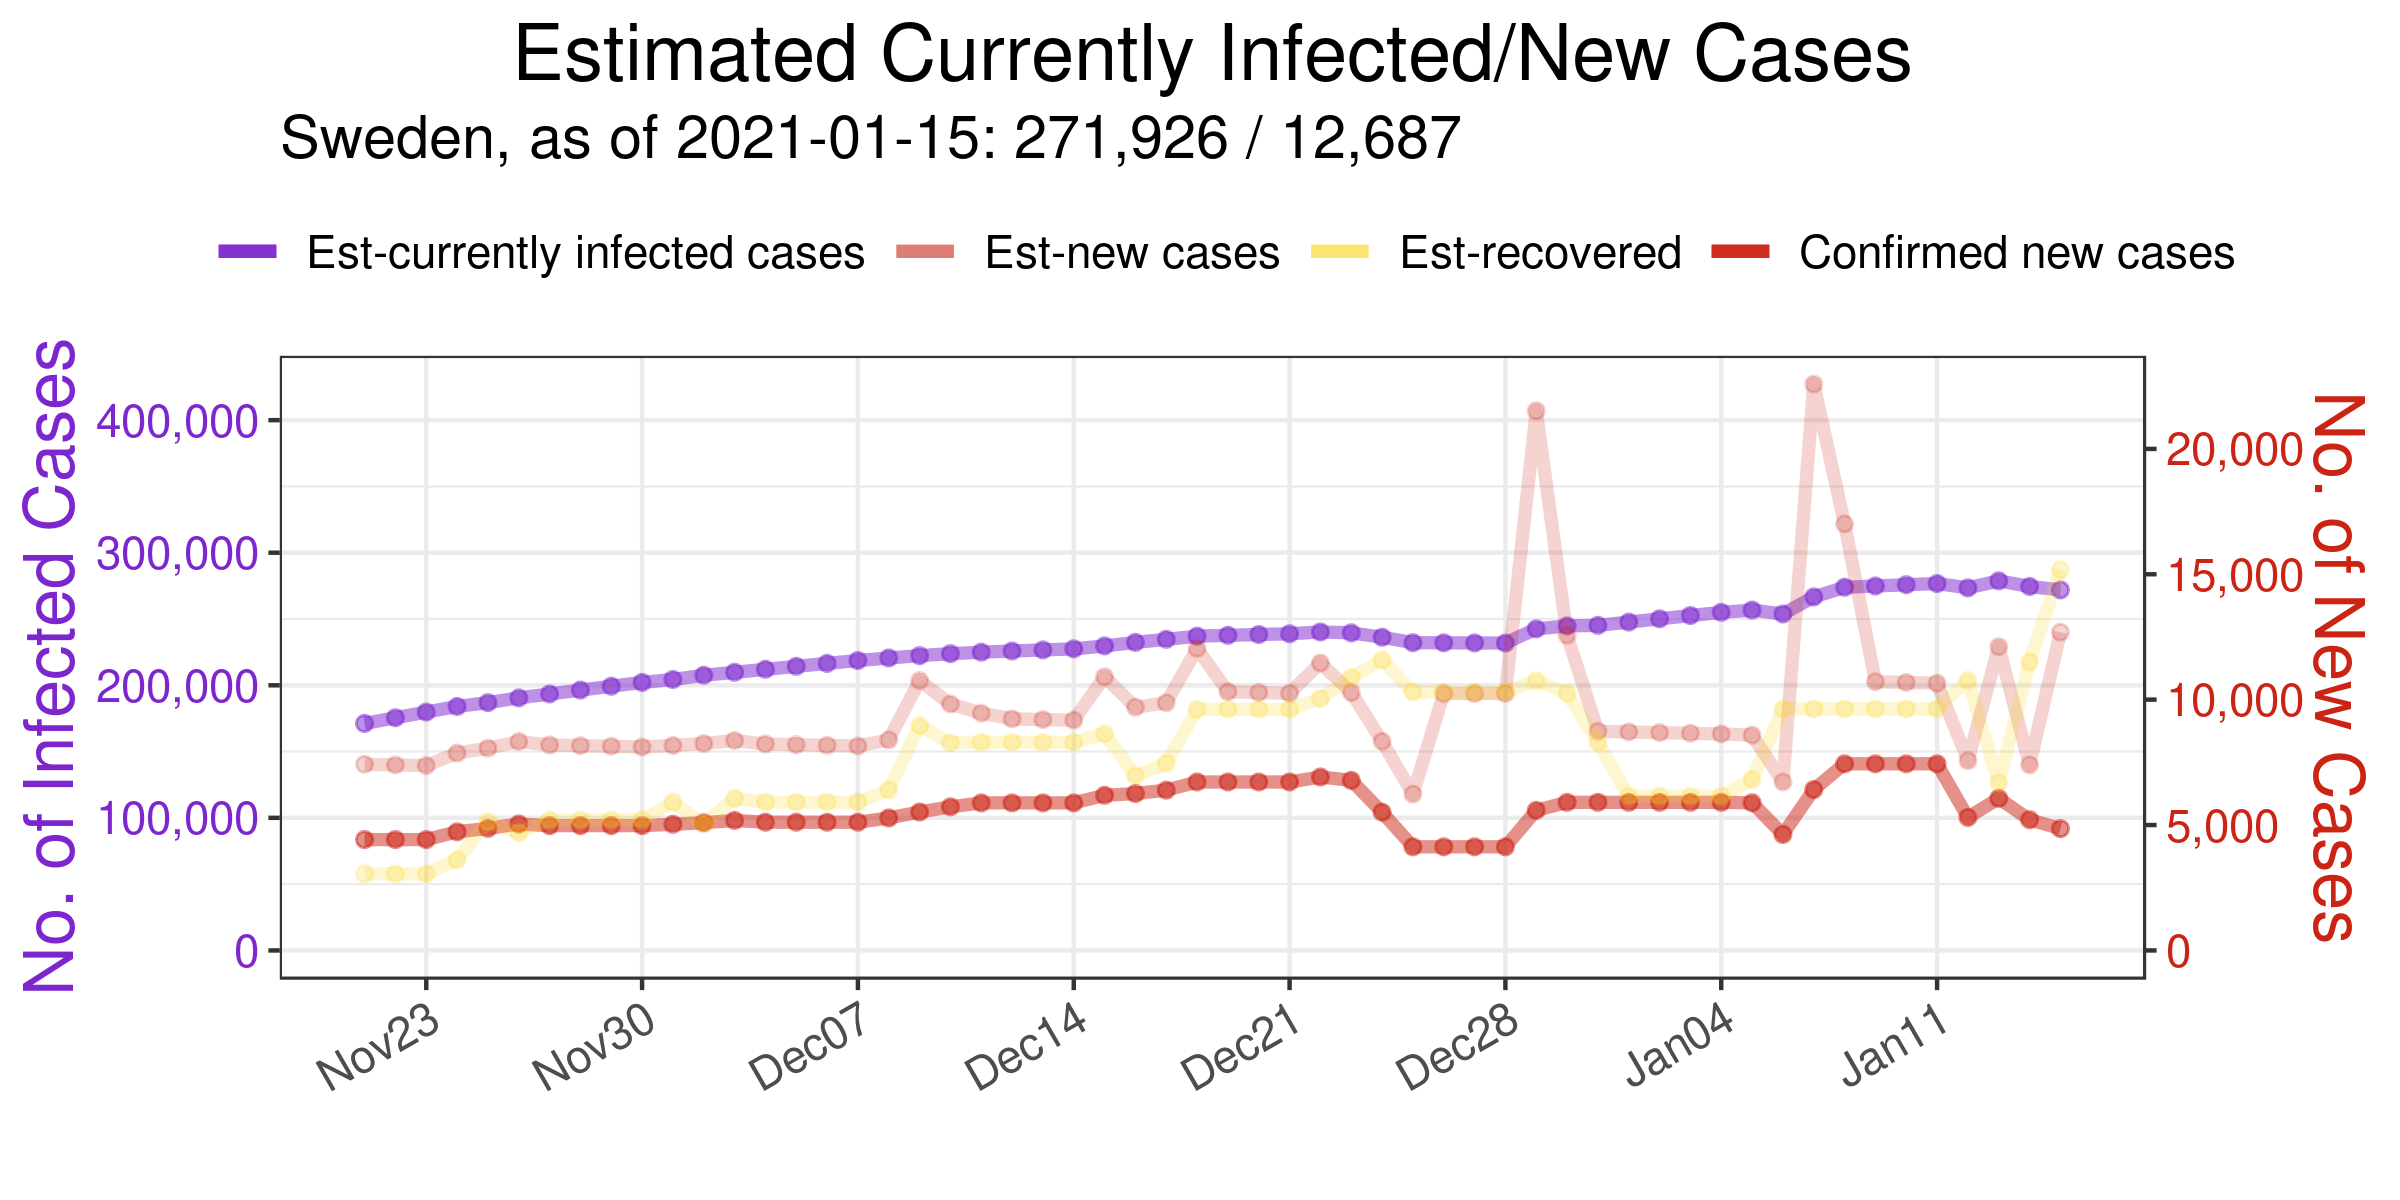 Estimated Currently Infected/New Cases
Sweden, as of 2021-01-15: 271,926 / 12,687
Est-currently infected cases Est-new cases Est-recovered Confirmed new cases
No. of Infected Cases
400,000
300,000
200,000
100,000
0
20,000
15,000
10,000
5,000
0
No. of New Cases
Nov23 Nov30 Dec07 Dec14 Dec21 Dec28 Jan04 Jan11